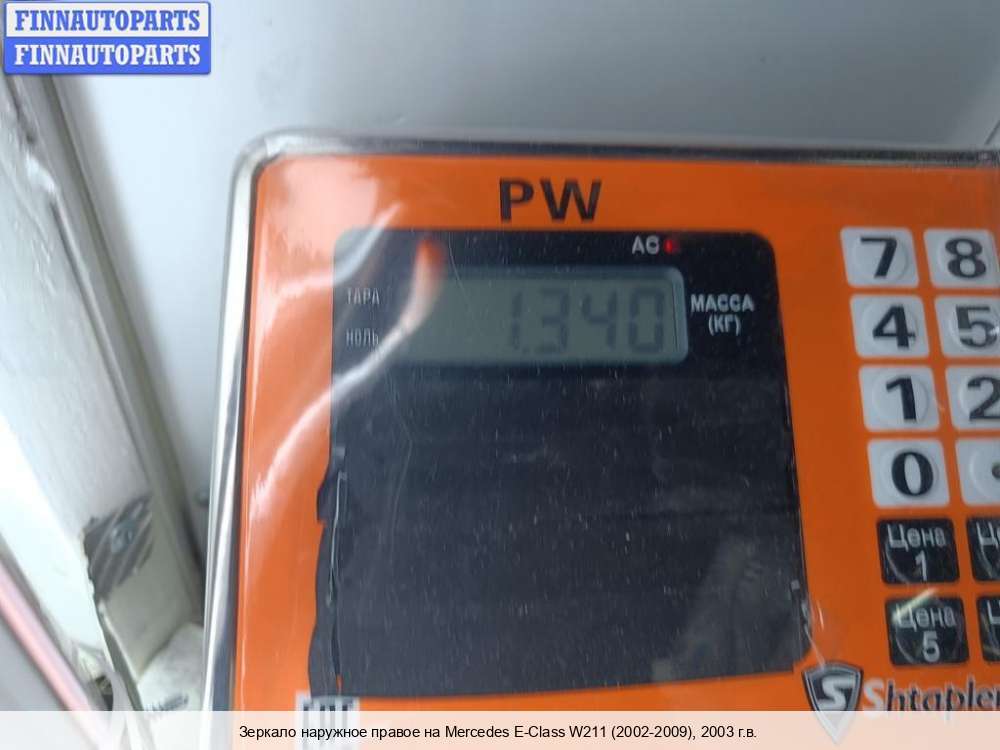 FINNAUTOPARTS
FINNAUTOPARTS
PW
AC
ТАРА
НОЛЬ
1.340
МАССА
(КГ)
7 8
4 5
1 2
0
Цена
1
Цена
5
Shtapler
Зеркало наружное правое на Mercedes E-Class W211 (2002-2009), 2003 г.в.